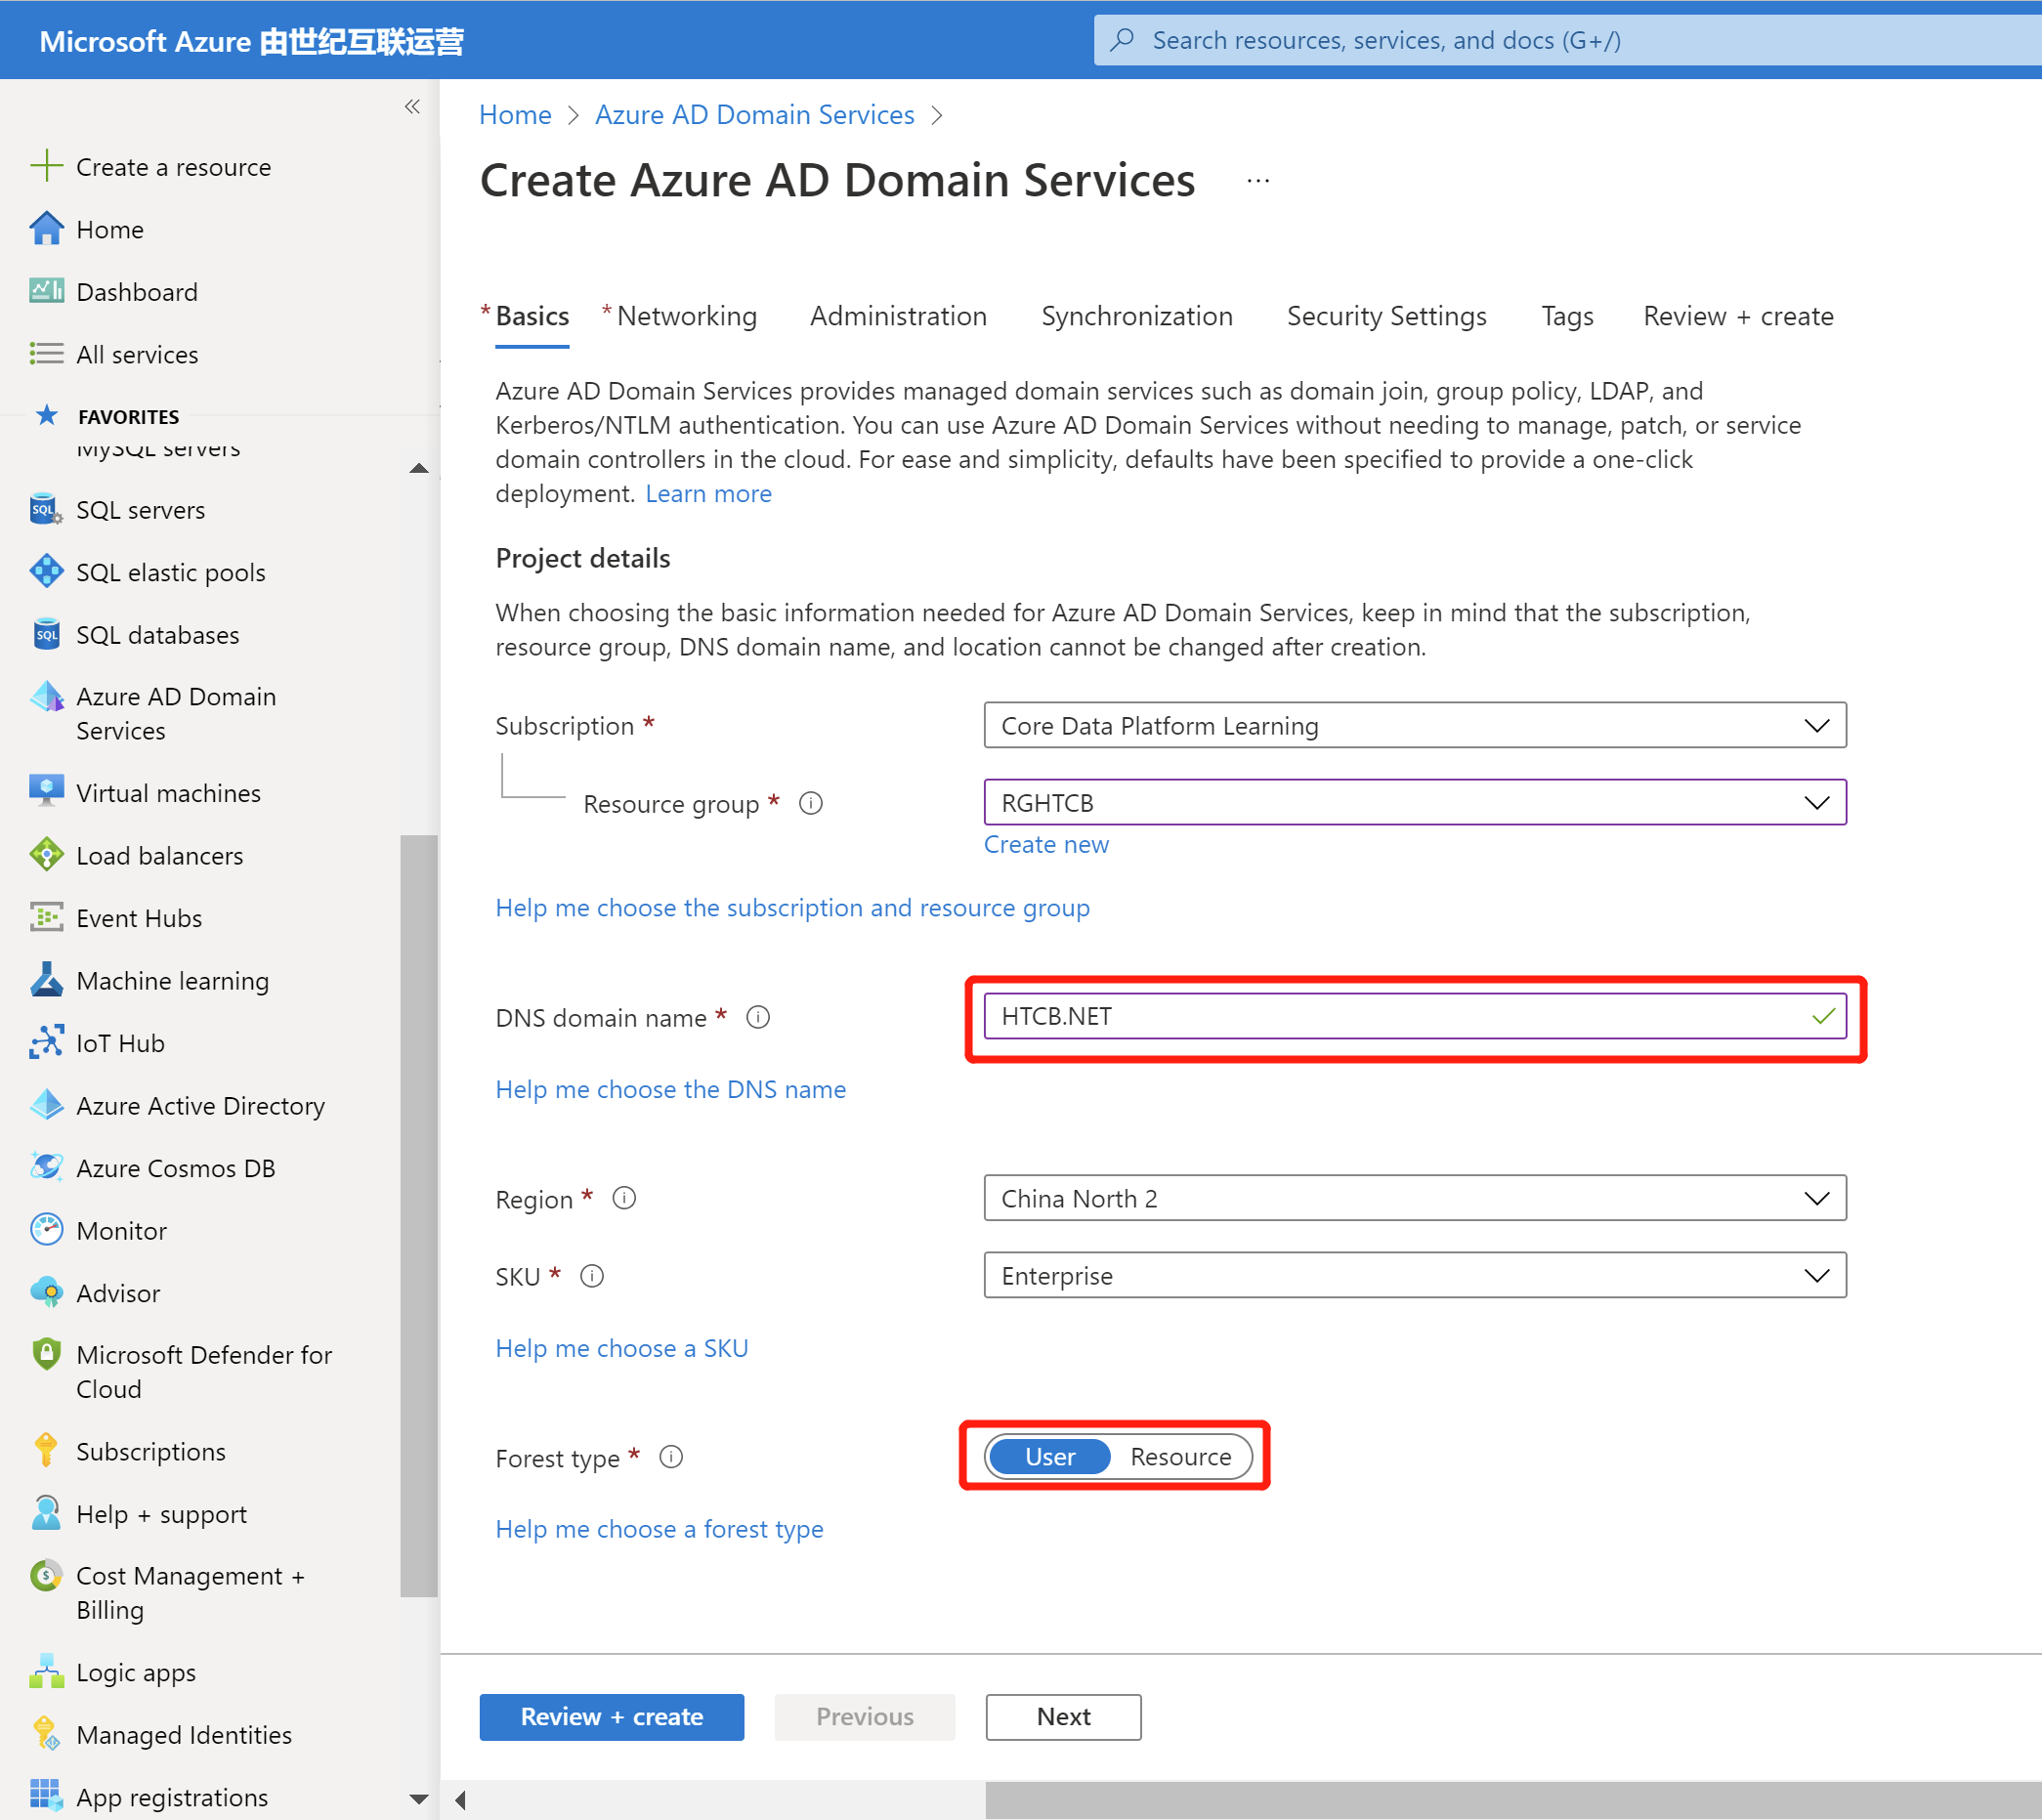 Microsoft Azure 由世纪互联运营
Search resources, services, and docs (G+/)
Create a resource
Home
Dashboard
All services
FAVORITES
MySQL servers
SQL servers
SQL elastic pools
SQL databases
Azure AD Domain
Services
Virtual machines
Load balancers
Event Hubs
Machine learning
IoT Hub
Azure Active Directory
Azure Cosmos DB
Monitor
Advisor
Microsoft Defender for
Cloud
Subscriptions
Help + support
Cost Management +
Billing
Logic apps
Managed Identities
App registrations
Home > Azure AD Domain Services >
Create Azure AD Domain Services ...
* Basics * Networking Administration Synchronization Security Settings Tags Review + create
Azure AD Domain Services provides managed domain services such as domain join, group policy, LDAP, and
Kerberos/NTLM authentication. You can use Azure AD Domain Services without needing to manage, patch, or service
domain controllers in the cloud. For ease and simplicity, defaults have been specified to provide a one-click
deployment. Learn more
Project details
When choosing the basic information needed for Azure AD Domain Services, keep in mind that the subscription,
resource group, DNS domain name, and location cannot be changed after creation.
Subscription * Core Data Platform Learning
Resource group * RGHTCB
Create new
Help me choose the subscription and resource group
DNS domain name * HTCB.NET
Help me choose the DNS name
Region * China North 2
SKU * Enterprise
Help me choose a SKU
Forest type * User Resource
Help me choose a forest type
Review + create Previous Next